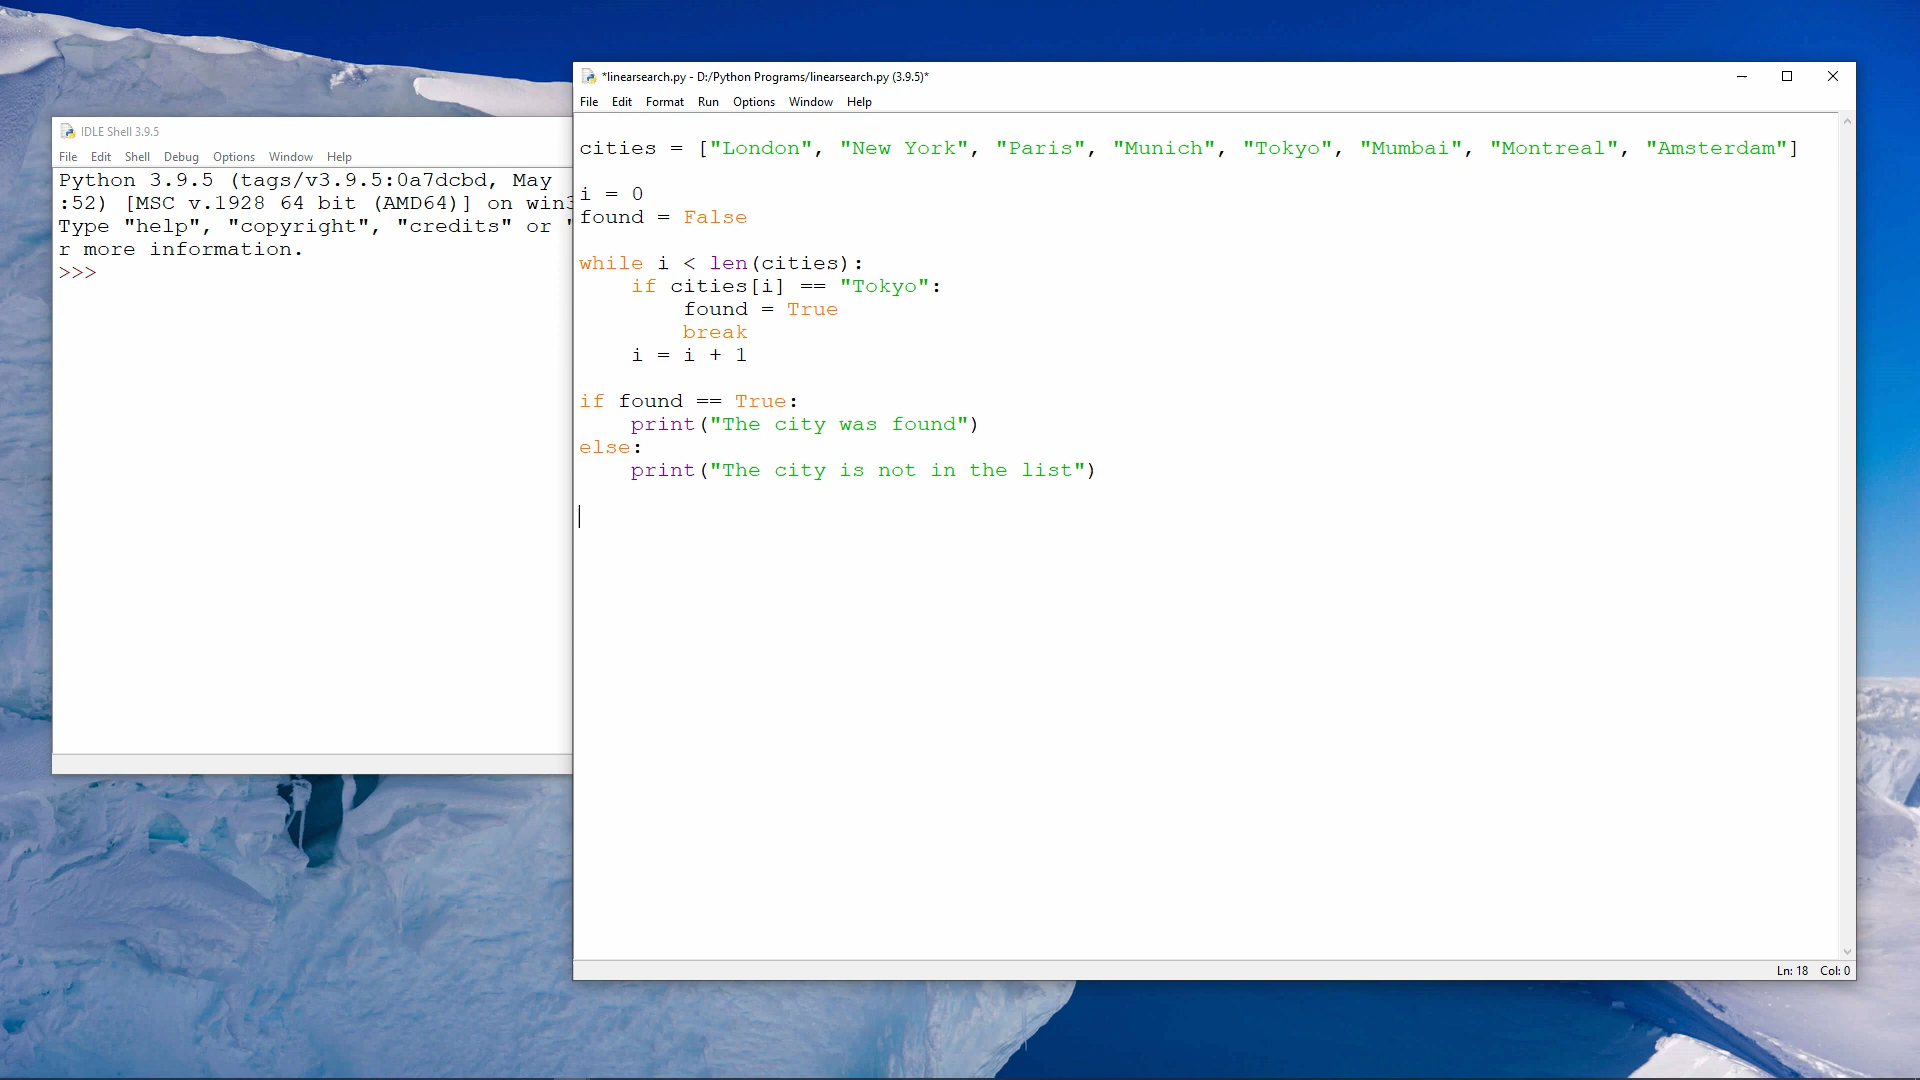 IDLE Shell 3.9.5
File Edit Shell Debug Options Window Help
Python 3.9.5 (tags/v3.9.5:0a7dcbd, May
:52) [MSC v.1928 64 bit (AMD64)] on win3
Type "help", "copyright", "credits" or "
r more information.
>>>
*linearsearch.py - D:/Python Programs/linearsearch.py (3.9.5)*
File Edit Format Run Options Window Help
cities = ["London", "New York", "Paris", "Munich", "Tokyo", "Mumbai", "Montreal", "Amsterdam"]
i = 0
found = False
while i < len(cities):
    if cities[i] == "Tokyo":
        found = True
        break
    i = i + 1
if found == True:
    print("The city was found")
else:
    print("The city is not in the list")
Ln: 18 Col: 0